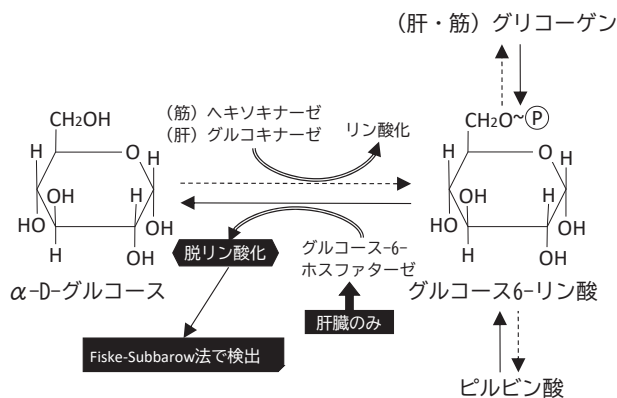 (肝・筋)グリコーゲン
CH2O~Ⓟ
CH2OH
(筋)ヘキソキナーゼ
(肝)グルコキナーゼ
リン酸化
H
O
H
OH
H
HO
OH
H
OH
H
O
H
OH
H
HO
OH
H
OH
脱リン酸化
グルコース-6-
ホスファターゼ
α-D-グルコース
グルコース6-リン酸
肝臓のみ
Fiske-Subbarow法で検出
ピルビン酸